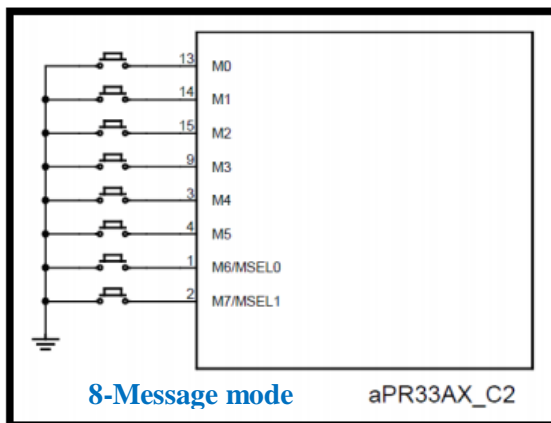 13 M0
14 M1
15 M2
9 M3
3 M4
4 M5
1 M6/MSEL0
2 M7/MSEL1
8-Message mode aPR33AX_C2